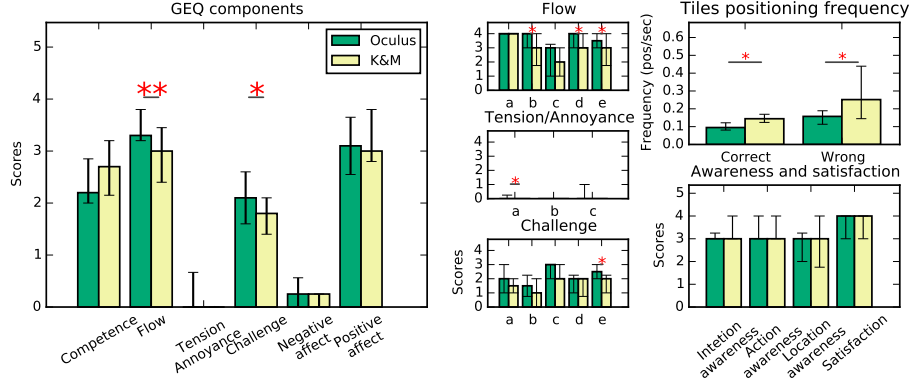 GEQ components
Scores
5
4
3
2
1
0
Oculus
K&M
**
*
Competence
Flow
Tension
Annoyance
Challenge
Negative
affect
Positive
affect
Flow
4
3
2
1
0
* * *
a b c d e
Tension/Annoyance
4
3
2
1
0
*
a b c
Challenge
Scores
4
3
2
1
0
*
a b c d e
Tiles positioning frequency
Frequency (pos/sec)
0.6
0.5
0.4
0.3
0.2
0.1
0.0
* *
Correct Wrong
Awareness and satisfaction
Scores
5
4
3
2
1
0
Intetion
awareness
Action
awareness
Location
awareness
Satisfaction